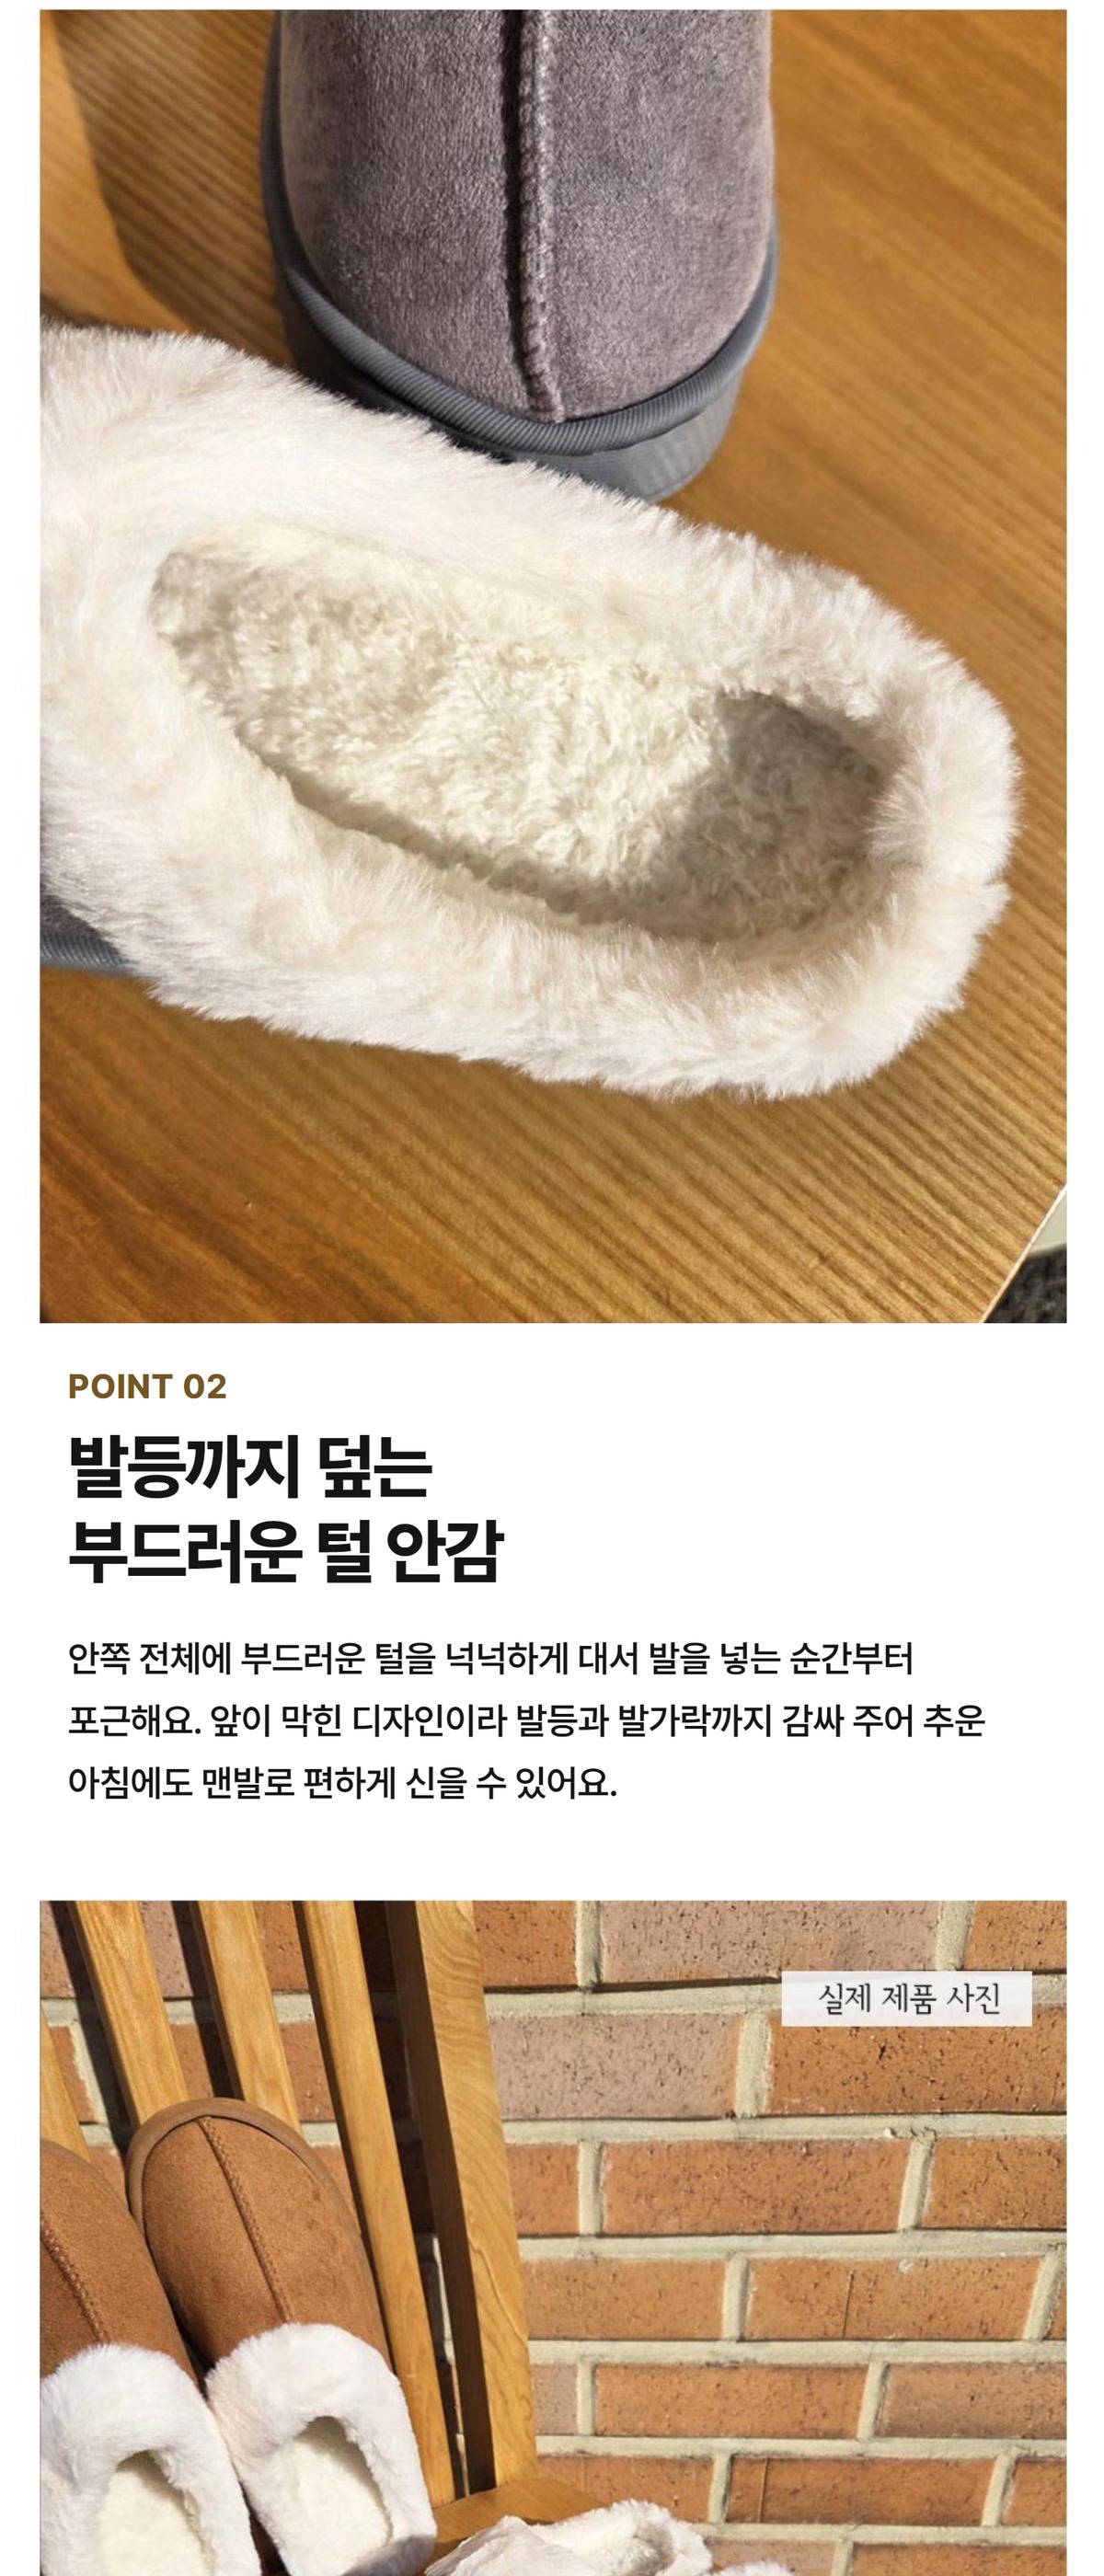 POINT 02
발등까지 덮는
부드러운 털 안감
안쪽 전체에 부드러운 털을 넉넉하게 대서 발을 넣는 순간부터
포근해요. 앞이 막힌 디자인이라 발등과 발가락까지 감싸 주어 추운
아침에도 맨발로 편하게 신을 수 있어요.
실제 제품 사진